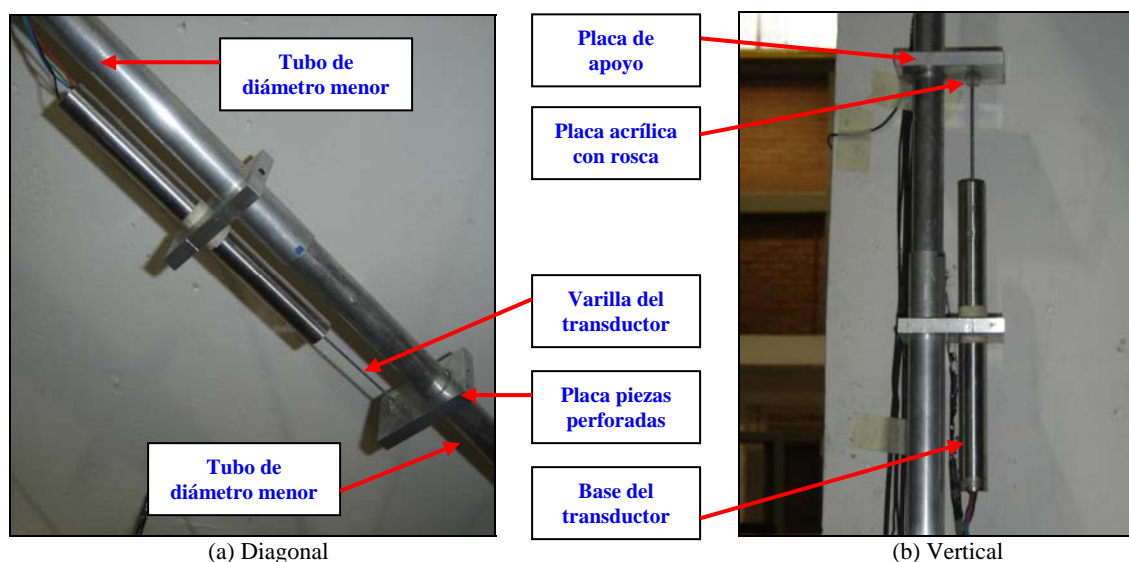 Tubo de
diámetro menor
Placa de
apoyo
Placa acrílica
con rosca
Varilla del
transductor
Placa piezas
perforadas
Tubo de
diámetro menor
Base del
transductor
(a) Diagonal
(b) Vertical